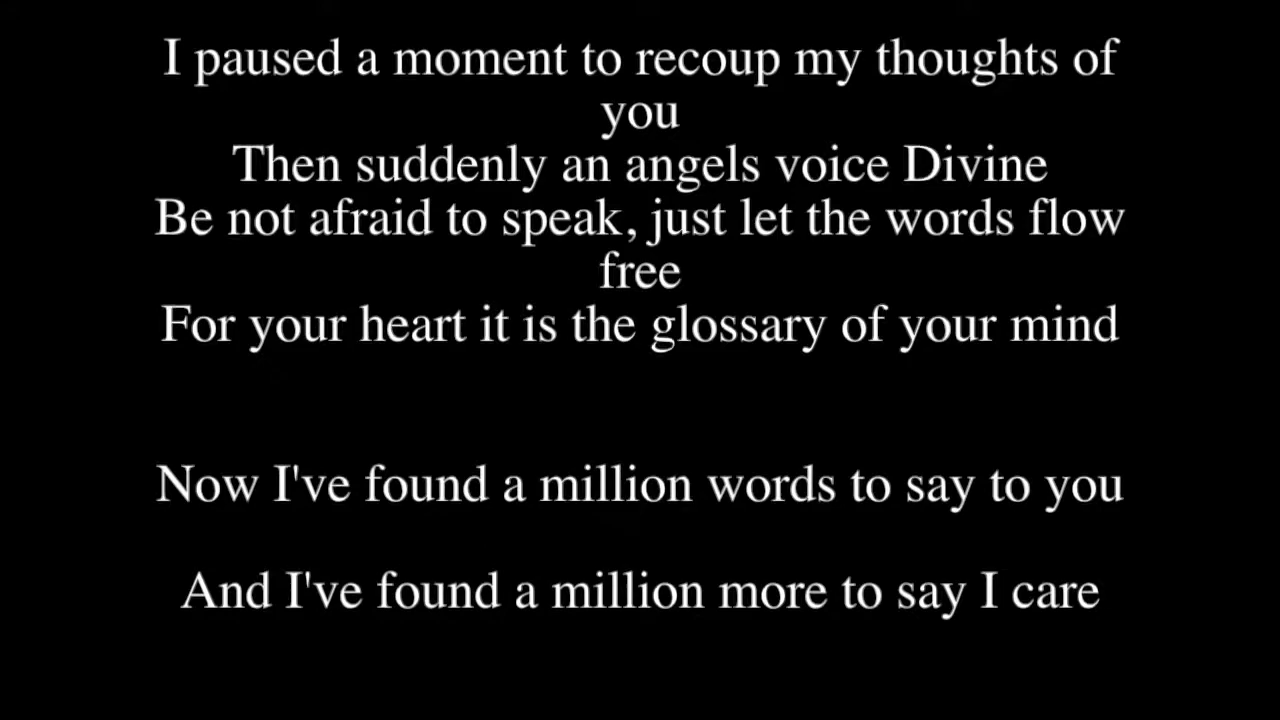 I paused a moment to recoup my thoughts of
you
Then suddenly an angels voice Divine
Be not afraid to speak, just let the words flow
free
For your heart it is the glossary of your mind
Now I've found a million words to say to you
And I've found a million more to say I care